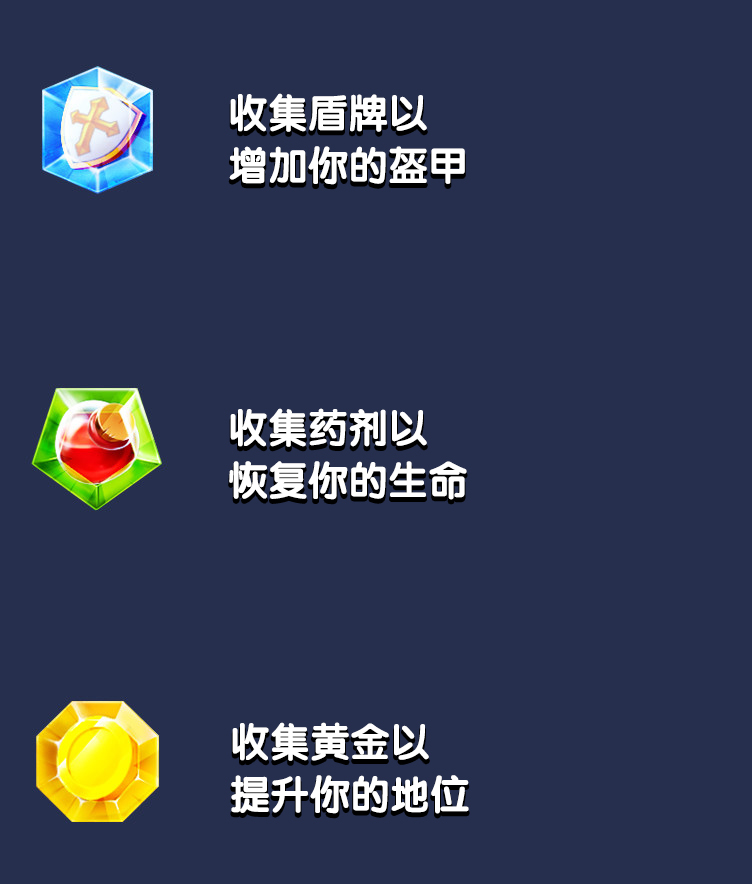 收集盾牌以
增加你的盔甲
收集药剂以
恢复你的生命
收集黄金以
提升你的地位